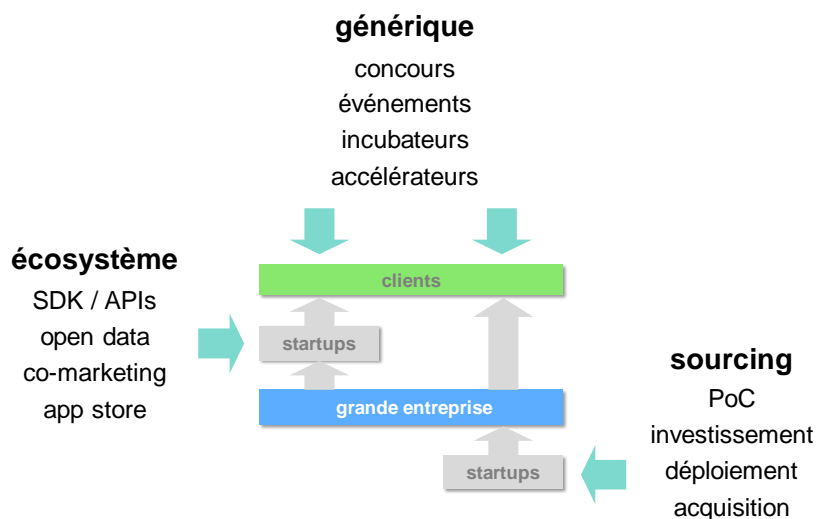 générique
concours
événements
incubateurs
accélérateurs
écosystème
SDK / APIs
open data
co-marketing
app store
clients
startups
grande entreprise
startups
sourcing
PoC
investissement
déploiement
acquisition